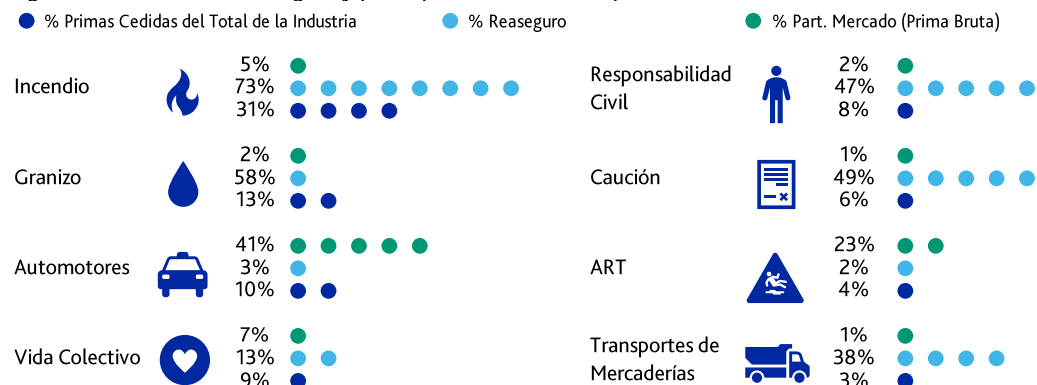 % Primas Cedidas del Total de la Industria
% Reaseguro
% Part. Mercado (Prima Bruta)
Incendio
5%
73%
31%
Responsabilidad
Civil
2%
47%
8%
Granizo
2%
58%
13%
Caución
1%
49%
6%
Automotores
41%
3%
10%
ART
23%
2%
4%
Vida Colectivo
7%
13%
9%
Transportes de
Mercaderías
1%
38%
3%